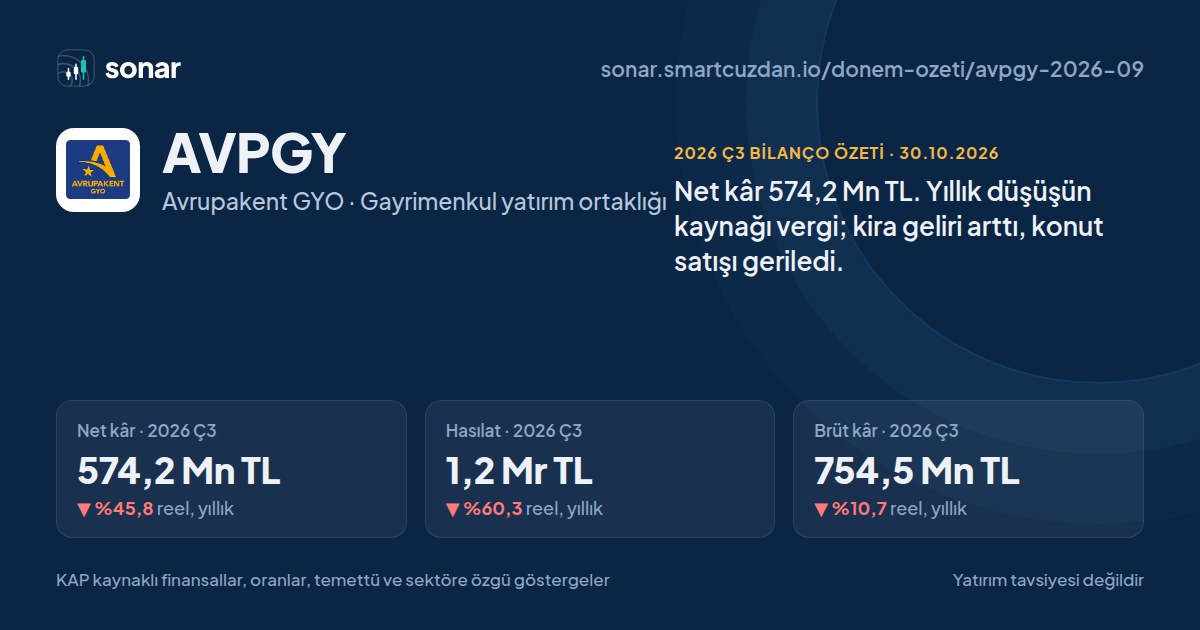 sonar
sonar.smartcuzdan.io/donem-ozeti/avpgy-2026-09
A
AVRUPAKENT
GYO
AVPGY
Avrupakent GYO · Gayrimenkul yatırım ortaklığı
2026 Ç3 BİLANÇO ÖZETİ · 30.10.2026
Net kâr 574,2 Mn TL. Yıllık düşüşün
kaynağı vergi; kira geliri arttı, konut
satışı geriledi.
Net kâr · 2026 Ç3
574,2 Mn TL
▼ %45,8 reel, yıllık
Hasılat · 2026 Ç3
1,2 Mr TL
▼ %60,3 reel, yıllık
Brüt kâr · 2026 Ç3
754,5 Mn TL
▼ %10,7 reel, yıllık
KAP kaynaklı finansallar, oranlar, temettü ve sektöre özgü göstergeler
Yatırım tavsiyesi değildir